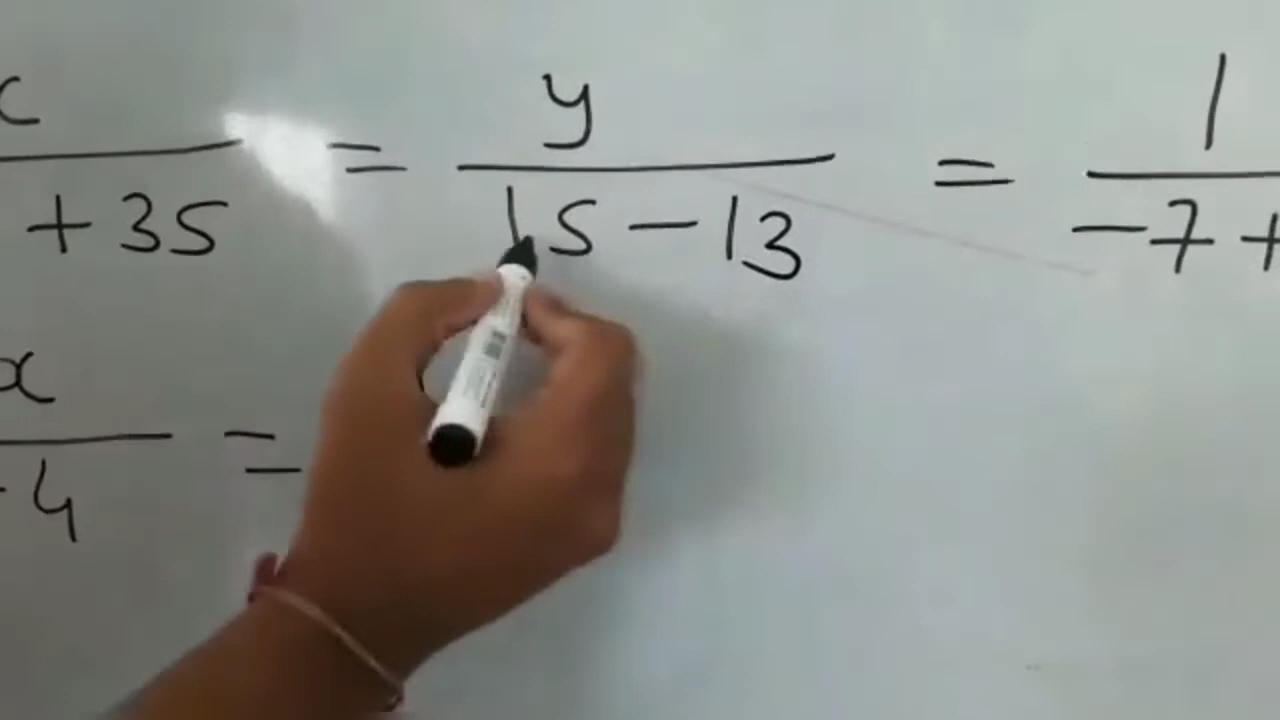 x = y = 1
+35 15-13 -7+
x =
-4